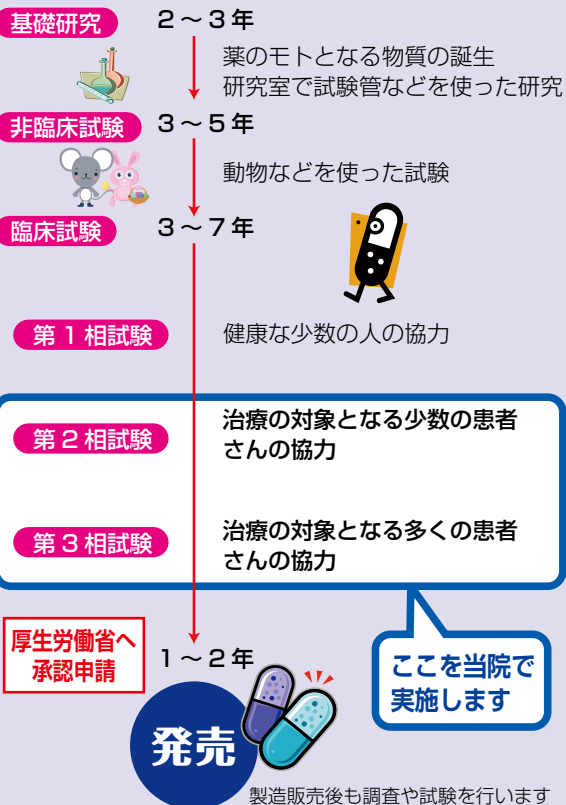 基礎研究 2～3年
薬のモトとなる物質の誕生
研究室で試験管などを使った研究
非臨床試験 3～5年
動物などを使った試験
臨床試験 3～7年
第1相試験 健康な少数の人の協力
第2相試験 治療の対象となる少数の患者
さんの協力
第3相試験 治療の対象となる多くの患者
さんの協力
ここを当院で
実施します
厚生労働省へ
承認申請
1～2年
発売
製造販売後も調査や試験を行います